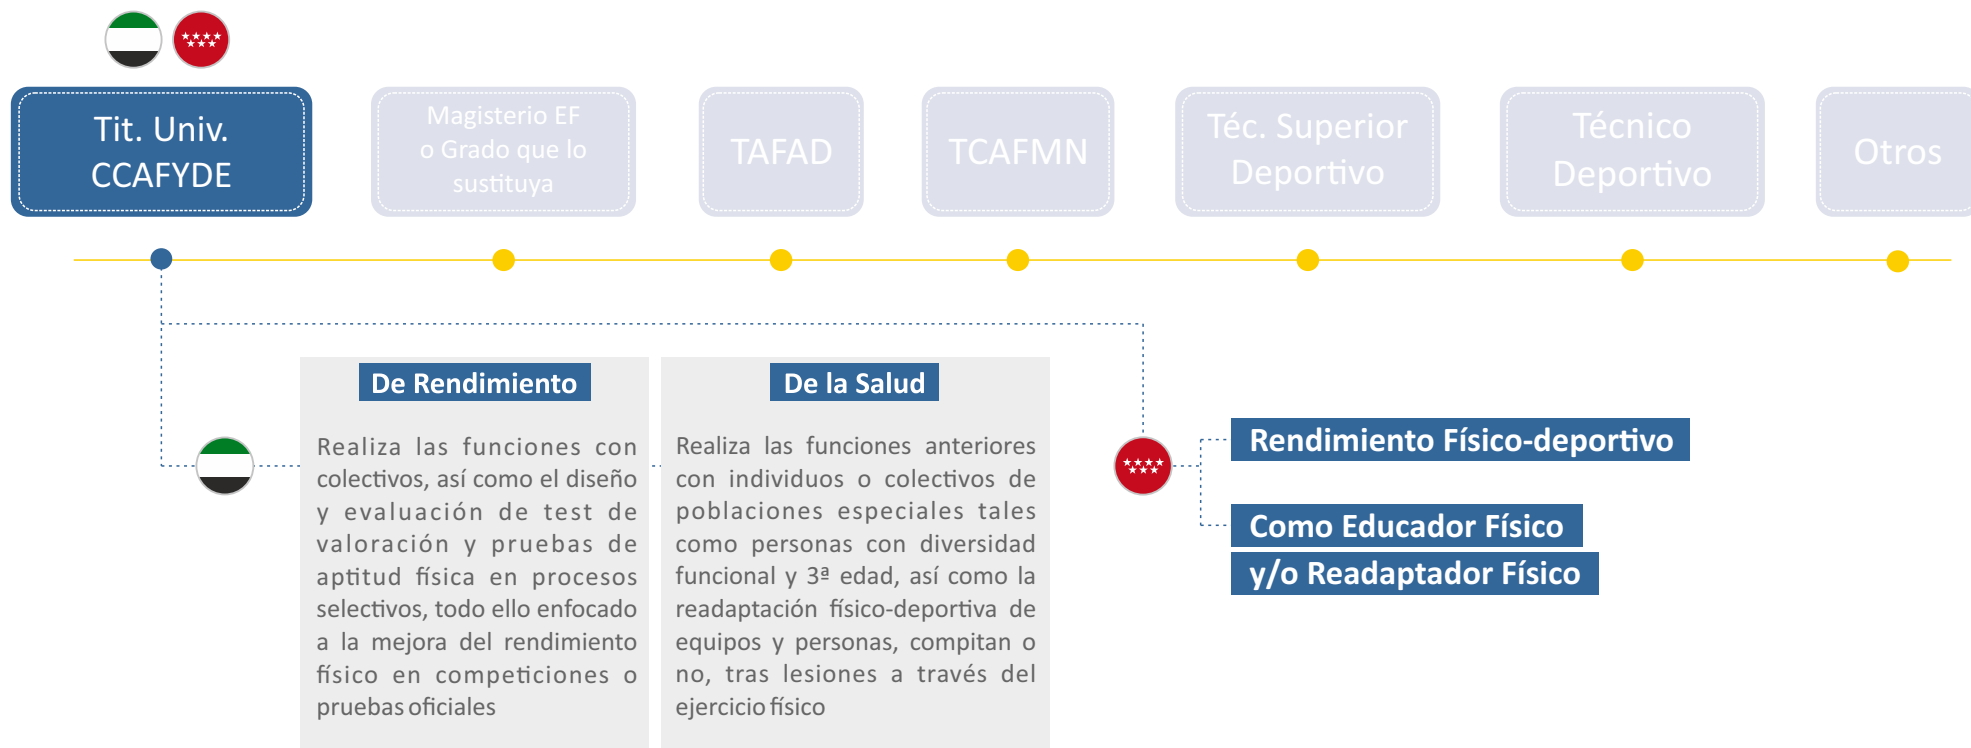 Tit. Univ.
CCAFYDE
Magisterio EF
o Grado que lo
sustituya
TAFAD
TCAFMN
Téc. Superior
Deportivo
Técnico
Deportivo
Otros
De Rendimiento
Realiza las funciones con
colectivos, así como el diseño
y evaluación de test de
valoración y pruebas de
aptitud física en procesos
selectivos, todo ello enfocado
a la mejora del rendimiento
físico en competiciones o
pruebas oficiales
De la Salud
Realiza las funciones anteriores
con individuos o colectivos de
poblaciones especiales tales
como personas con diversidad
funcional y 3ª edad, así como la
readaptación físico-deportiva de
equipos y personas, compitan o
no, tras lesiones a través del
ejercicio físico
Rendimiento Físico-deportivo
Como Educador Físico
y/o Readaptador Físico